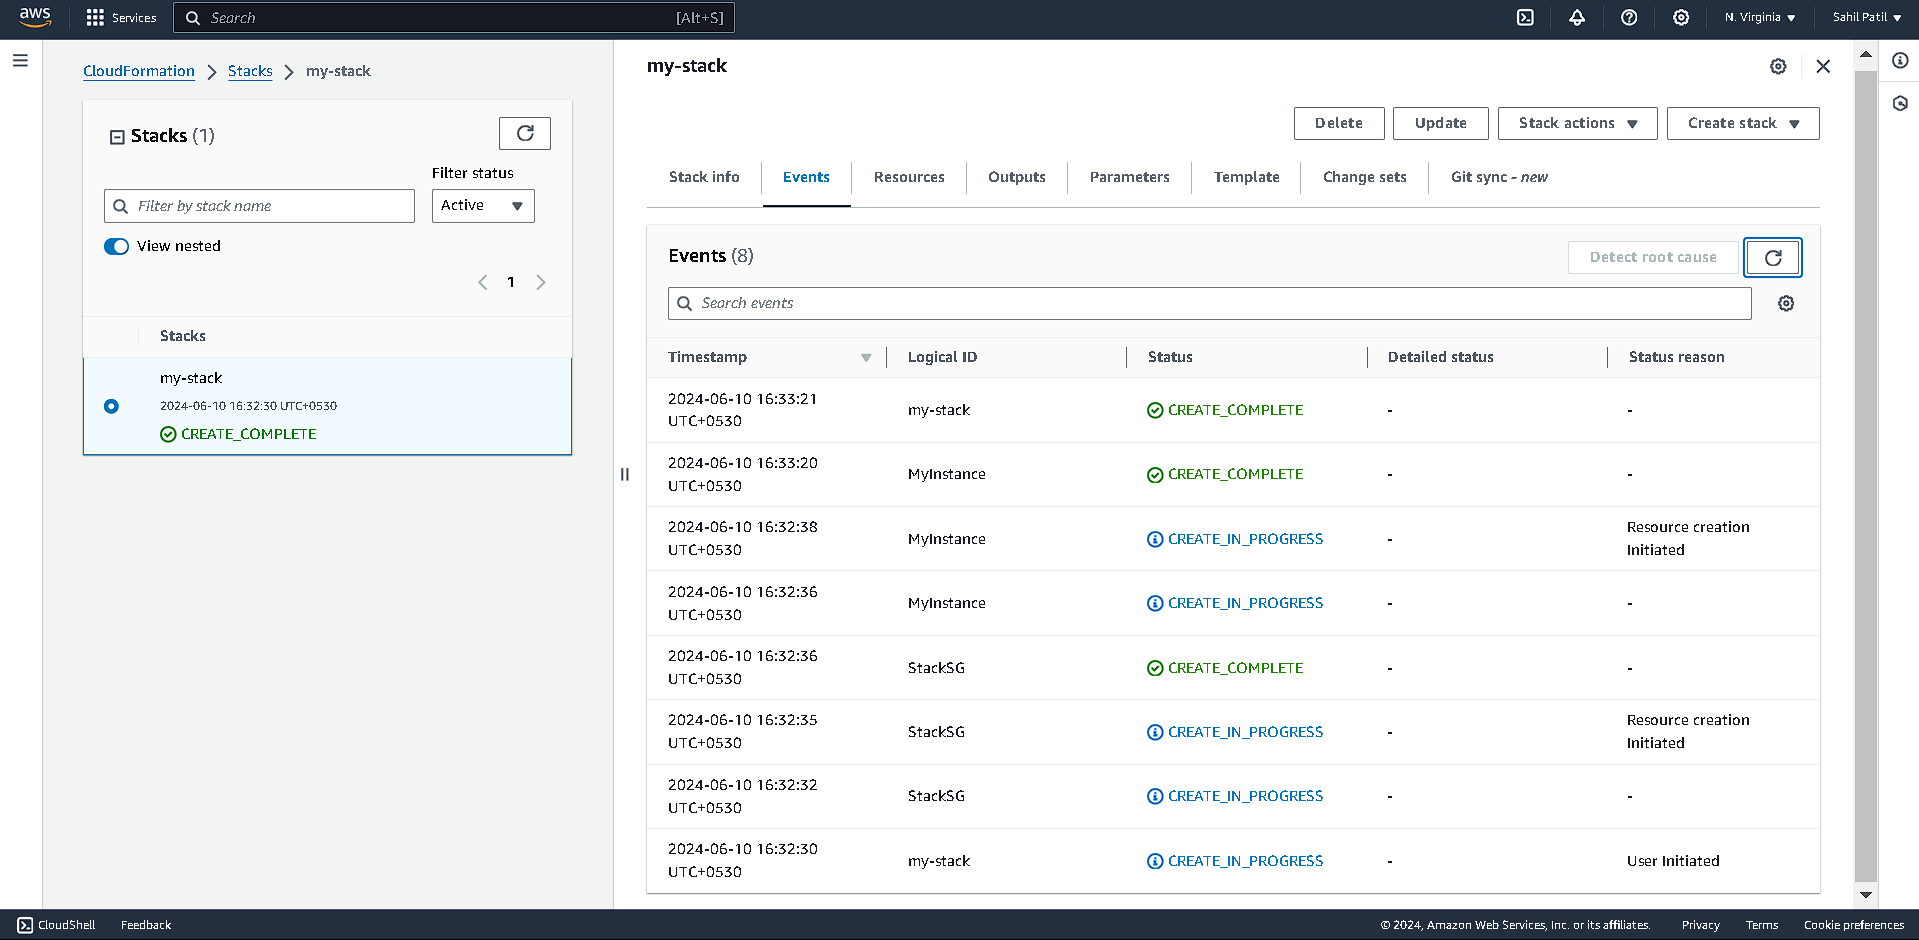 aws
Services
Search
[Alt+S]
N. Virginia
Sahil Patil
CloudFormation
Stacks
my-stack
Stacks (1)
Filter status
Filter by stack name
Active
View nested
1
Stacks
my-stack
2024-06-10 16:32:30 UTC+0530
CREATE_COMPLETE
my-stack
Delete
Update
Stack actions
Create stack
Stack info
Events
Resources
Outputs
Parameters
Template
Change sets
Git sync - new
Events (8)
Detect root cause
Search events
Timestamp
Logical ID
Status
Detailed status
Status reason
2024-06-10 16:33:21
UTC+0530
my-stack
CREATE_COMPLETE
-
-
2024-06-10 16:33:20
UTC+0530
MyInstance
CREATE_COMPLETE
-
-
2024-06-10 16:32:38
UTC+0530
MyInstance
CREATE_IN_PROGRESS
-
Resource creation
Initiated
2024-06-10 16:32:36
UTC+0530
MyInstance
CREATE_IN_PROGRESS
-
-
2024-06-10 16:32:36
UTC+0530
StackSG
CREATE_COMPLETE
-
-
2024-06-10 16:32:35
UTC+0530
StackSG
CREATE_IN_PROGRESS
-
Resource creation
Initiated
2024-06-10 16:32:32
UTC+0530
StackSG
CREATE_IN_PROGRESS
-
-
2024-06-10 16:32:30
UTC+0530
my-stack
CREATE_IN_PROGRESS
-
User Initiated
CloudShell
Feedback
© 2024, Amazon Web Services, Inc. or its affiliates.
Privacy
Terms
Cookie preferences